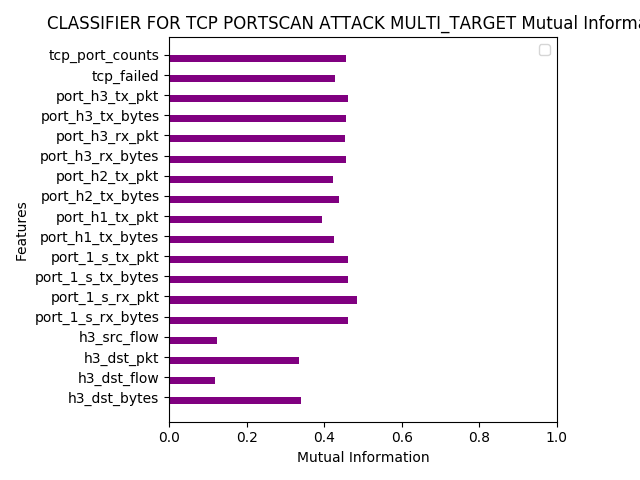 CLASSIFIER FOR TCP PORTSCAN ATTACK MULTI_TARGET Mutual Informa
tcp_port_counts
tcp_failed
port_h3_tx_pkt
port_h3_tx_bytes
port_h3_rx_pkt
port_h3_rx_bytes
port_h2_tx_pkt
port_h2_tx_bytes
port_h1_tx_pkt
port_h1_tx_bytes
port_1_s_tx_pkt
port_1_s_tx_bytes
port_1_s_rx_pkt
port_1_s_rx_bytes
h3_src_flow
h3_dst_pkt
h3_dst_flow
h3_dst_bytes
Features
0.0 0.2 0.4 0.6 0.8 1.0
Mutual Information